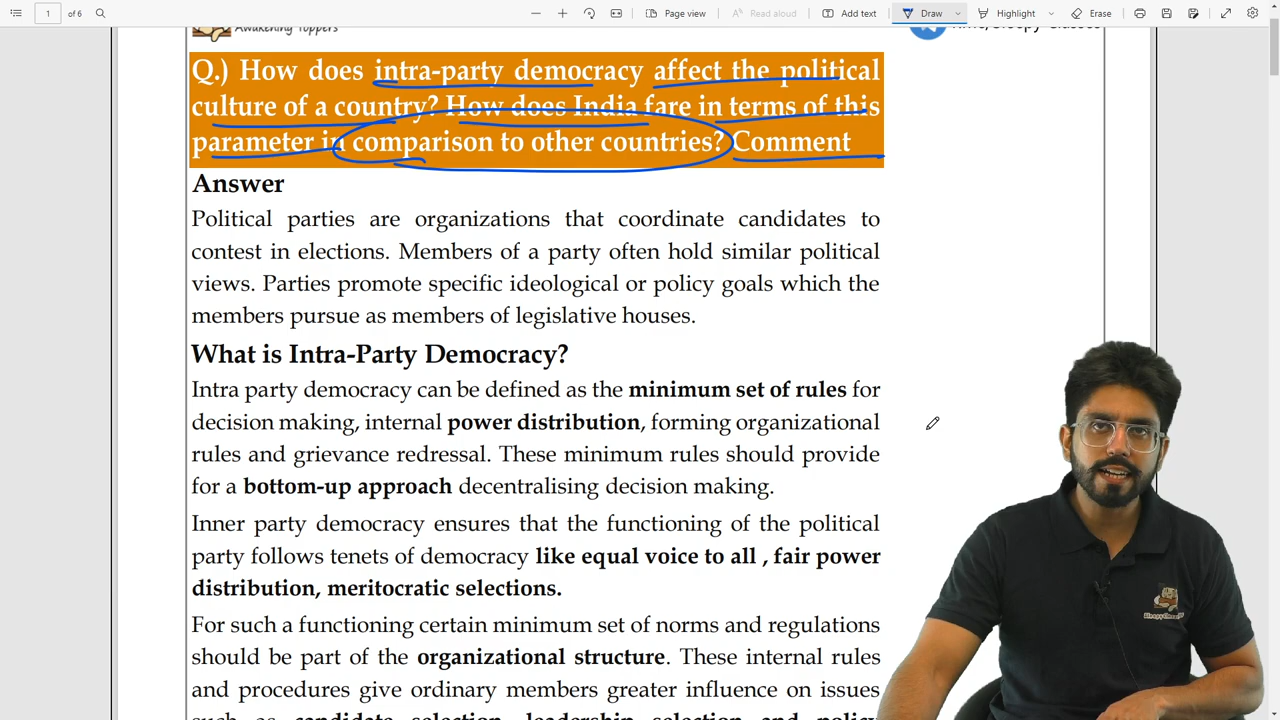 1 of 6 Page view Read aloud Add text Draw Highlight Erase
Awakening Toppers
Q.) How does intra-party democracy affect the political
culture of a country? How does India fare in terms of this
parameter in comparison to other countries? Comment
Answer
Political parties are organizations that coordinate candidates to
contest in elections. Members of a party often hold similar political
views. Parties promote specific ideological or policy goals which the
members pursue as members of legislative houses.
What is Intra-Party Democracy?
Intra party democracy can be defined as the minimum set of rules for
decision making, internal power distribution, forming organizational
rules and grievance redressal. These minimum rules should provide
for a bottom-up approach decentralising decision making.
Inner party democracy ensures that the functioning of the political
party follows tenets of democracy like equal voice to all , fair power
distribution, meritocratic selections.
For such a functioning certain minimum set of norms and regulations
should be part of the organizational structure. These internal rules
and procedures give ordinary members greater influence on issues
such as candidate selection, leadership selection and policy